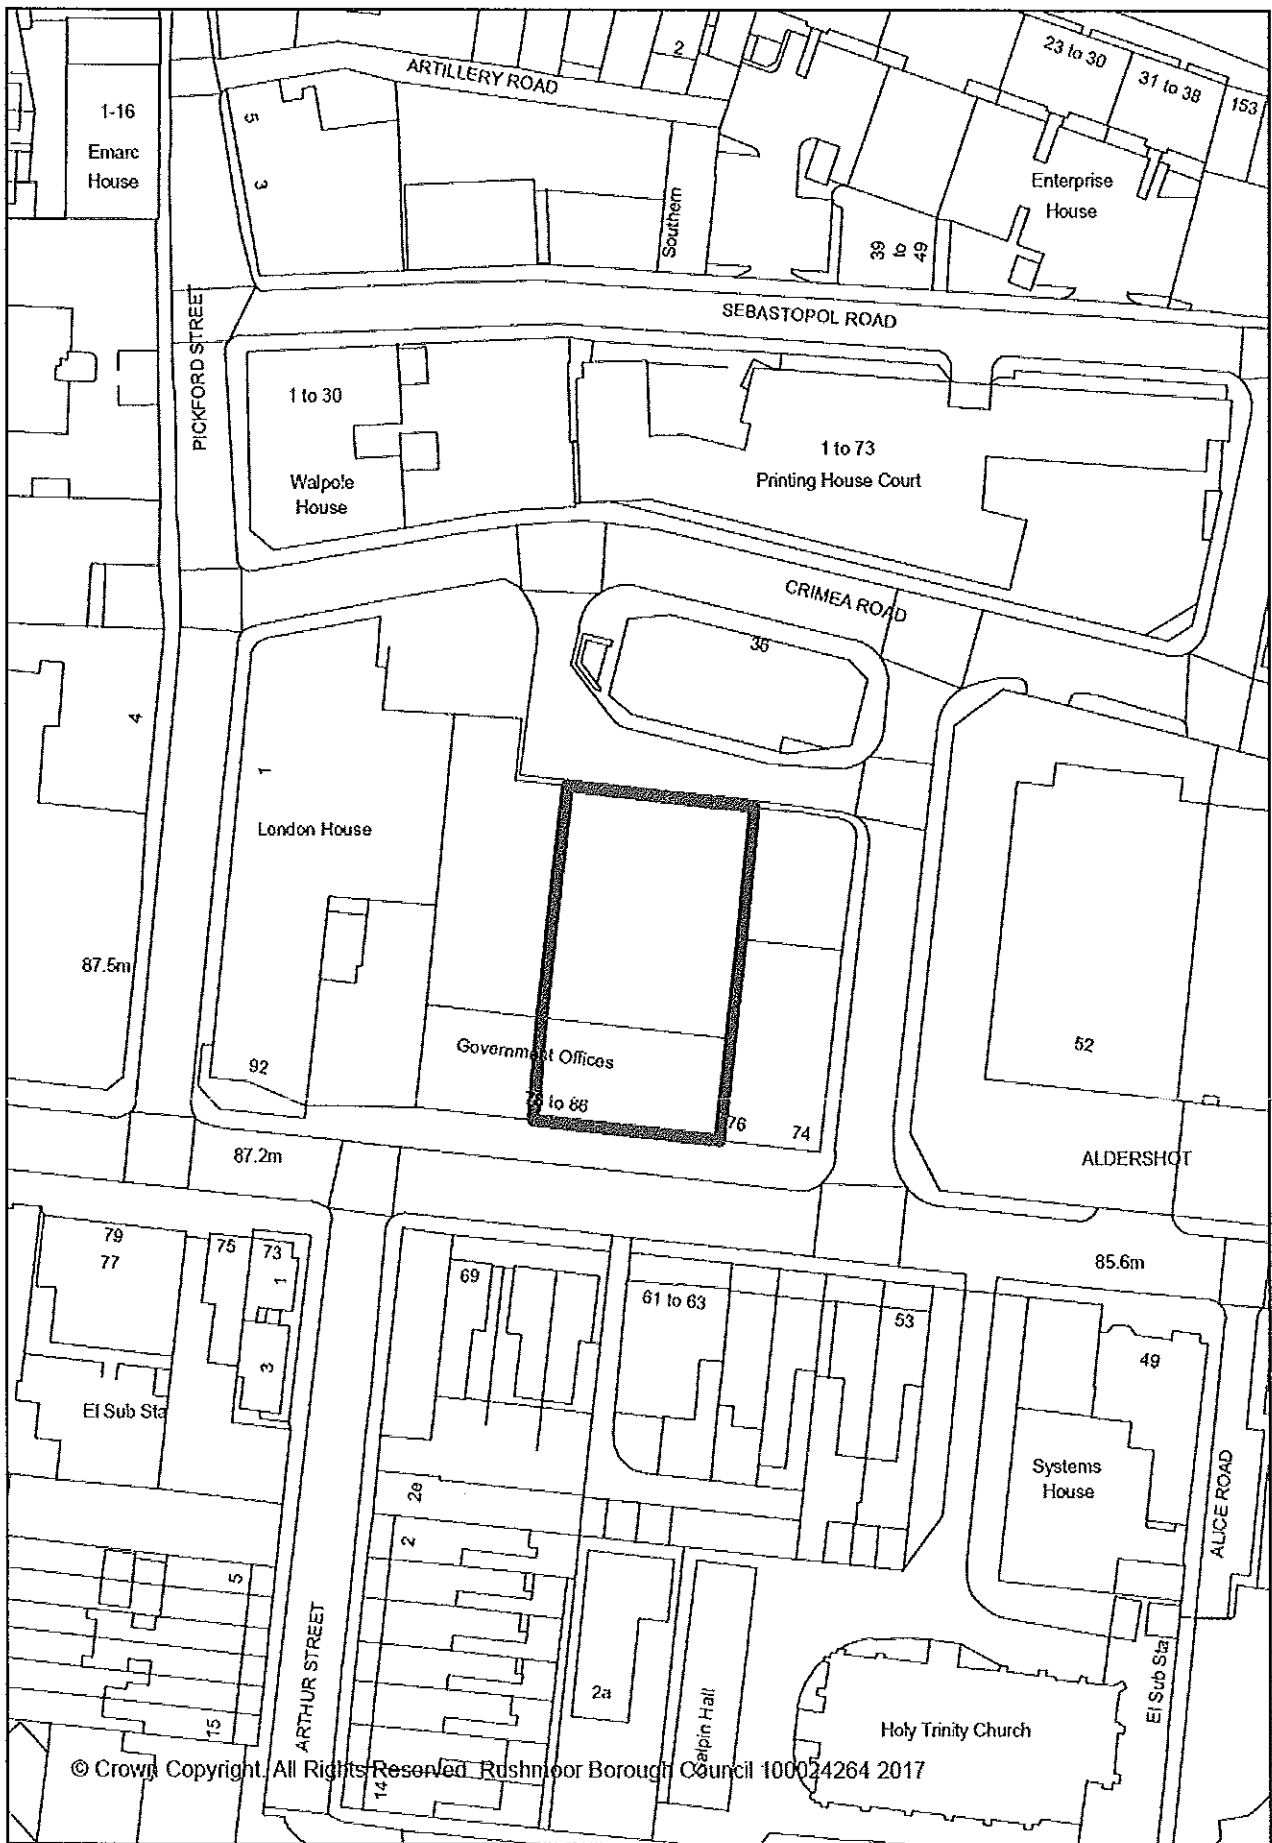 ARTILLERY ROAD
2
23 to 30
31 to 38
153
1-16
Emarc
House
5
3
Southern
Enterprise
House
39
to
49
PICKFORD STREET
SEBASTOPOL ROAD
1 to 30
Walpole
House
1 to 73
Printing House Court
CRIMEA ROAD
36
4
1
London House
87.5m
Government Offices
52
92
78 to 86
76
74
87.2m
ALDERSHOT
79
77
75
73
1
3
69
61 to 63
53
85.6m
49
El Sub Sta
Systems
House
ALICE ROAD
2e
2
5
15
ARTHUR STREET
14
2a
Holy Trinity Church
El Sub Sta
© Crown Copyright. All Rights Reserved. Rushmoor Borough Council 100024264 2017